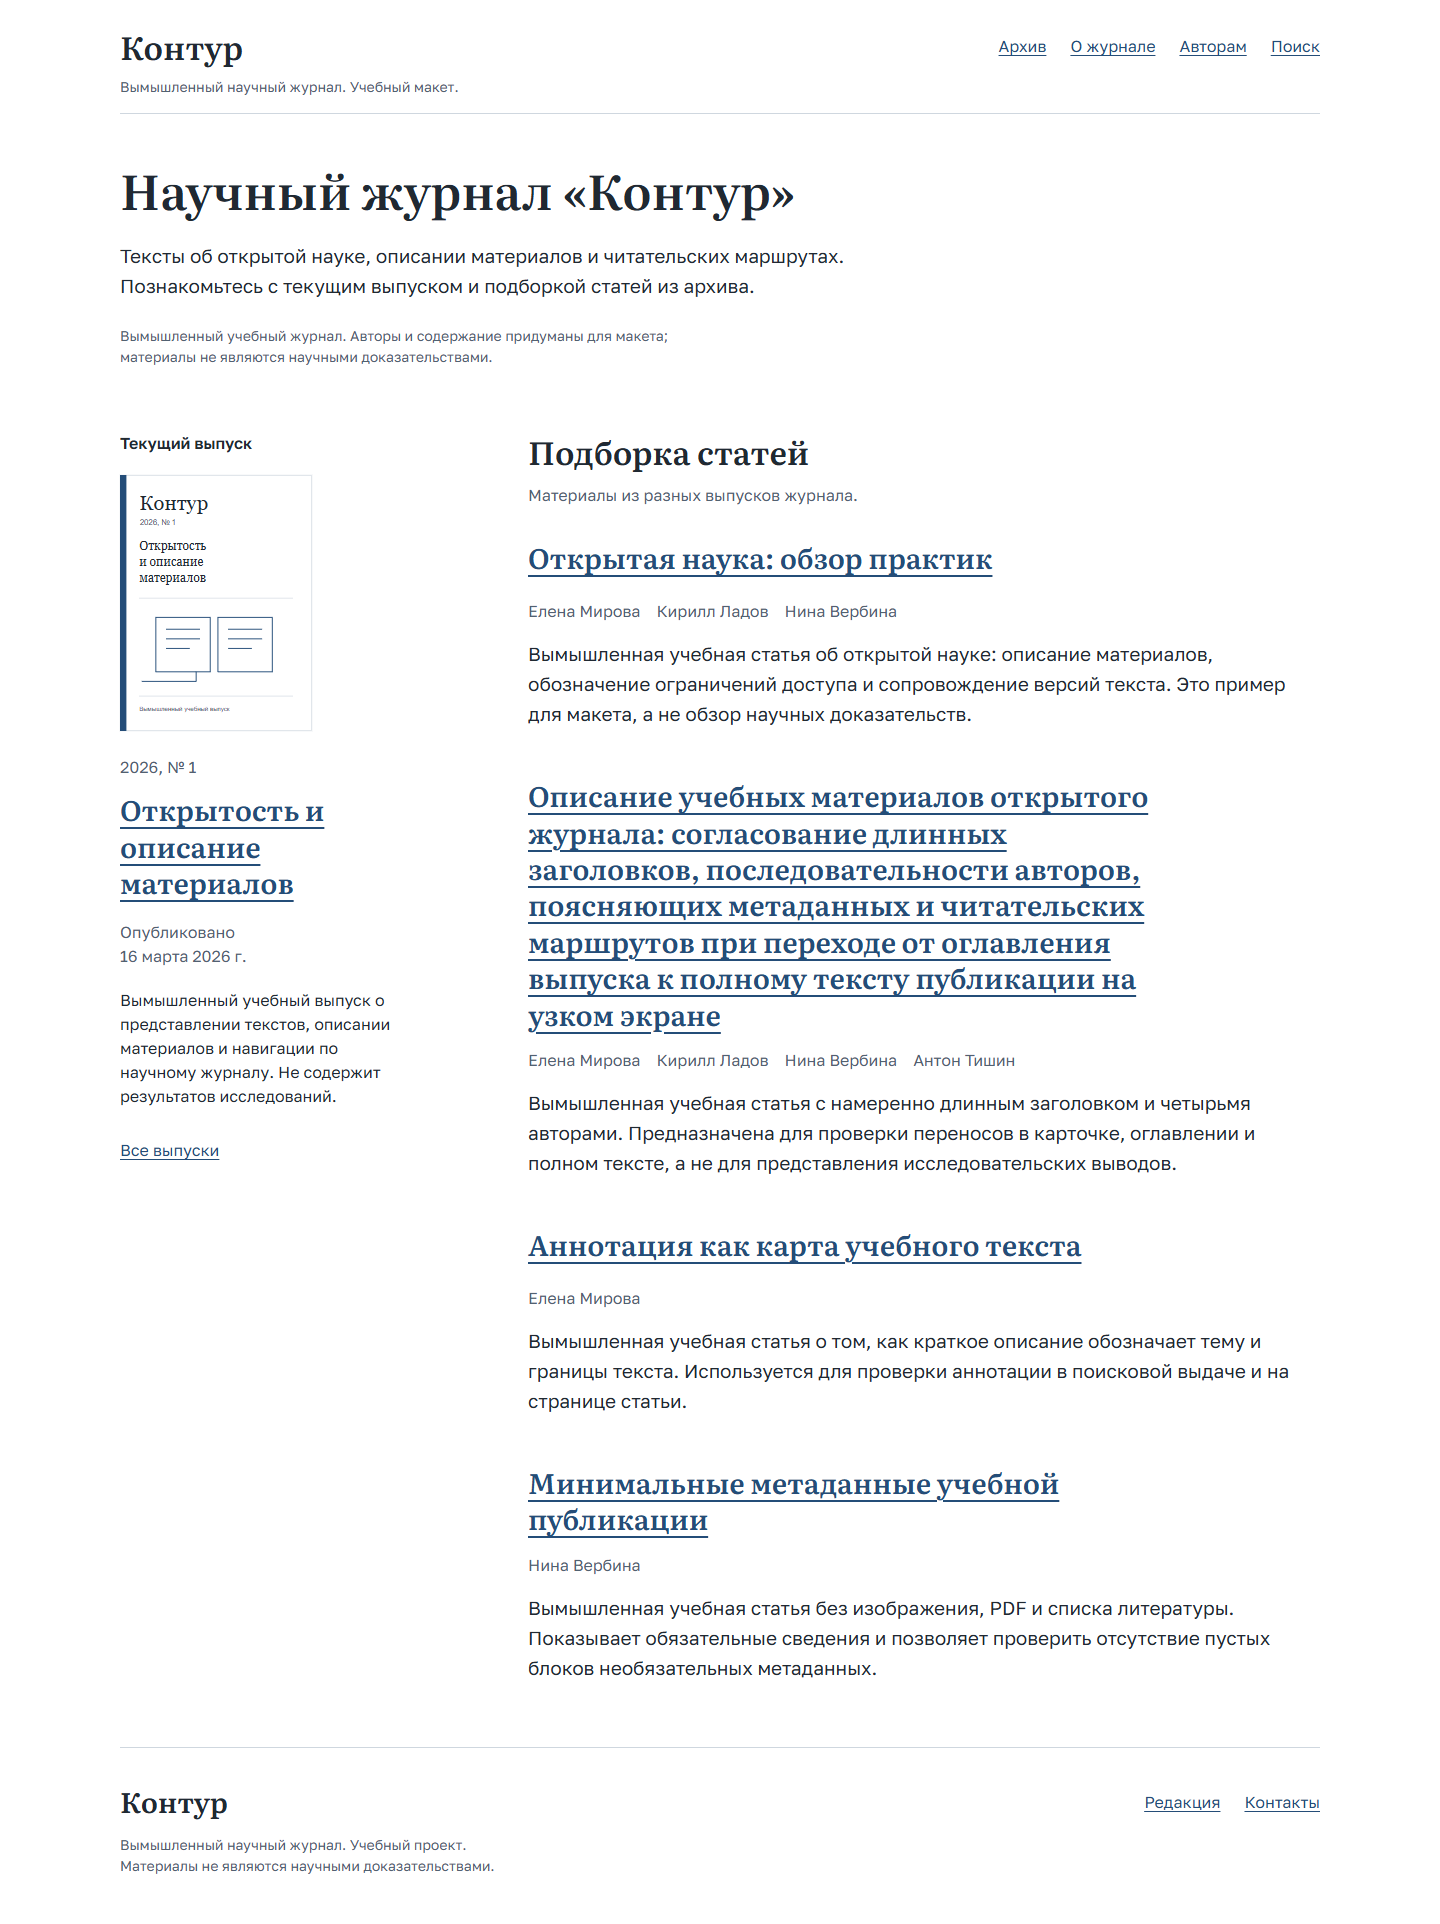 Контур
Архив О журнале Авторам Поиск
Вымышленный научный журнал. Учебный макет.
Научный журнал «Контур»
Тексты об открытой науке, описании материалов и читательских маршрутах.
Познакомьтесь с текущим выпуском и подборкой статей из архива.
Вымышленный учебный журнал. Авторы и содержание придуманы для макета;
материалы не являются научными доказательствами.
Текущий выпуск
Контур
2026, № 1
Открытость
и описание
материалов
Вымышленный учебный выпуск
2026, № 1
Открытость и
описание
материалов
Опубликовано
16 марта 2026 г.
Вымышленный учебный выпуск о
представлении текстов, описании
материалов и навигации по
научному журналу. Не содержит
результатов исследований.
Все выпуски
Подборка статей
Материалы из разных выпусков журнала.
Открытая наука: обзор практик
Елена Мирова Кирилл Ладов Нина Вербина
Вымышленная учебная статья об открытой науке: описание материалов,
обозначение ограничений доступа и сопровождение версий текста. Это пример
для макета, а не обзор научных доказательств.
Описание учебных материалов открытого
журнала: согласование длинных
заголовков, последовательности авторов,
поясняющих метаданных и читательских
маршрутов при переходе от оглавления
выпуска к полному тексту публикации на
узком экране
Елена Мирова Кирилл Ладов Нина Вербина Антон Тишин
Вымышленная учебная статья с намеренно длинным заголовком и четырьмя
авторами. Предназначена для проверки переносов в карточке, оглавлении и
полном тексте, а не для представления исследовательских выводов.
Аннотация как карта учебного текста
Елена Мирова
Вымышленная учебная статья о том, как краткое описание обозначает тему и
границы текста. Используется для проверки аннотации в поисковой выдаче и на
странице статьи.
Минимальные метаданные учебной
публикации
Нина Вербина
Вымышленная учебная статья без изображения, PDF и списка литературы.
Показывает обязательные сведения и позволяет проверить отсутствие пустых
блоков необязательных метаданных.
Контур
Редакция Контакты
Вымышленный научный журнал. Учебный проект.
Материалы не являются научными доказательствами.